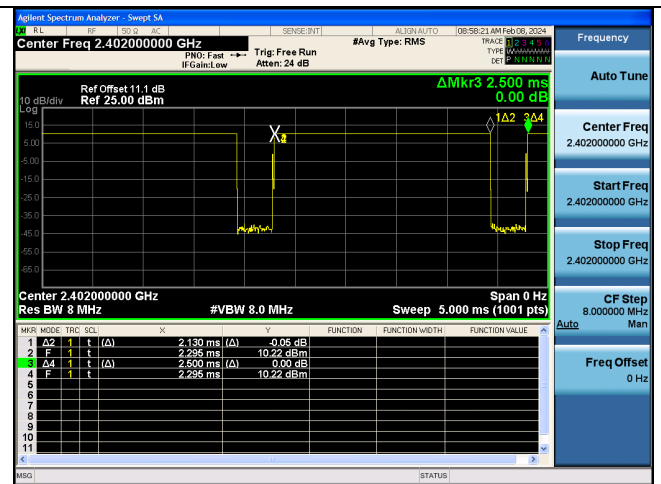 Agilent Spectrum Analyzer - Swept SA
LXI RL RF 50 Ω AC SENSE:INT ALIGN AUTO 08:58:21 AM Feb 08, 2024
Center Freq 2.402000000 GHz
PNO: Fast
IFGain:Low
Trig: Free Run
Atten: 24 dB
#Avg Type: RMS
TRACE 1 2 3 4 5 6
TYPE W
DET P N N N N N
Ref Offset 11.1 dB
10 dB/div Ref 25.00 dBm
Log
ΔMkr3 2.500 ms
0.00 dB
15.0
5.00
-5.00
-15.0
-25.0
-35.0
-45.0
-55.0
-65.0
X
1Δ2 3Δ4
Center 2.402000000 GHz Span 0 Hz
Res BW 8 MHz #VBW 8.0 MHz Sweep 5.000 ms (1001 pts)
MKR MODE TRC SCL X Y FUNCTION FUNCTION WIDTH FUNCTION VALUE
1 Δ2 1 t (Δ) 2.130 ms (Δ) -0.05 dB
2 F 1 t 2.295 ms 10.22 dBm
3 Δ4 1 t (Δ) 2.500 ms (Δ) 0.00 dB
4 F 1 t 2.295 ms 10.22 dBm
5
6
7
8
9
10
11
MSG STATUS
Frequency
Auto Tune
Center Freq
2.402000000 GHz
Start Freq
2.402000000 GHz
Stop Freq
2.402000000 GHz
CF Step
8.000000 MHz
Auto Man
Freq Offset
0 Hz